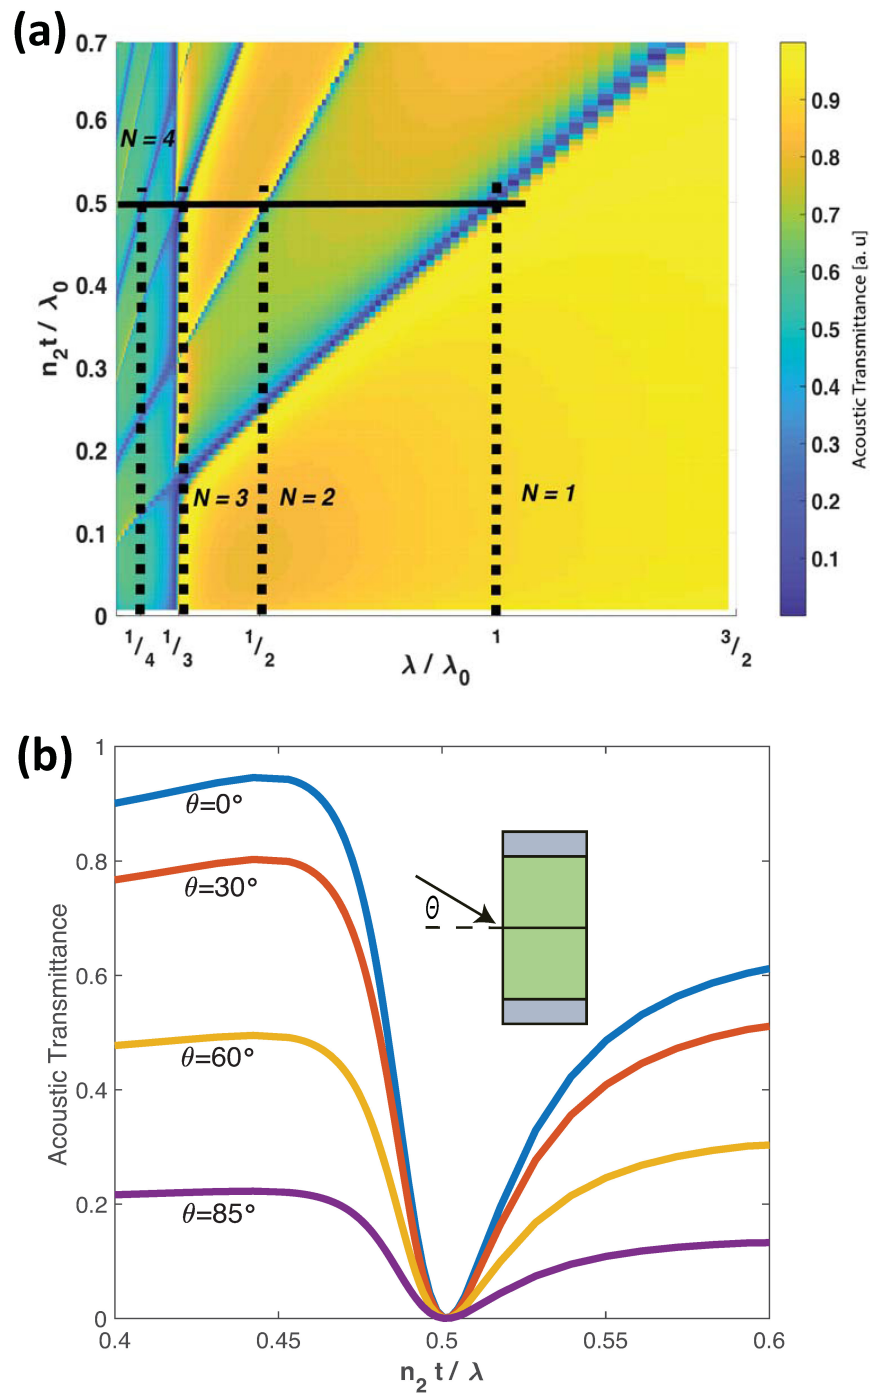 (a)
0.7
0.6
0.5
0.4
0.3
0.2
0.1
0
n2t / λ0
N = 4
N = 3
N = 2
N = 1
1/4
1/3
1/2
1
3/2
λ / λ0
0.9
0.8
0.7
0.6
0.5
0.4
0.3
0.2
0.1
Acoustic Transmittance [a. u]
(b)
1
0.8
0.6
0.4
0.2
0
Acoustic Transmittance
θ=0°
θ=30°
θ=60°
θ=85°
Θ
0.4
0.45
0.5
0.55
0.6
n2 t / λ